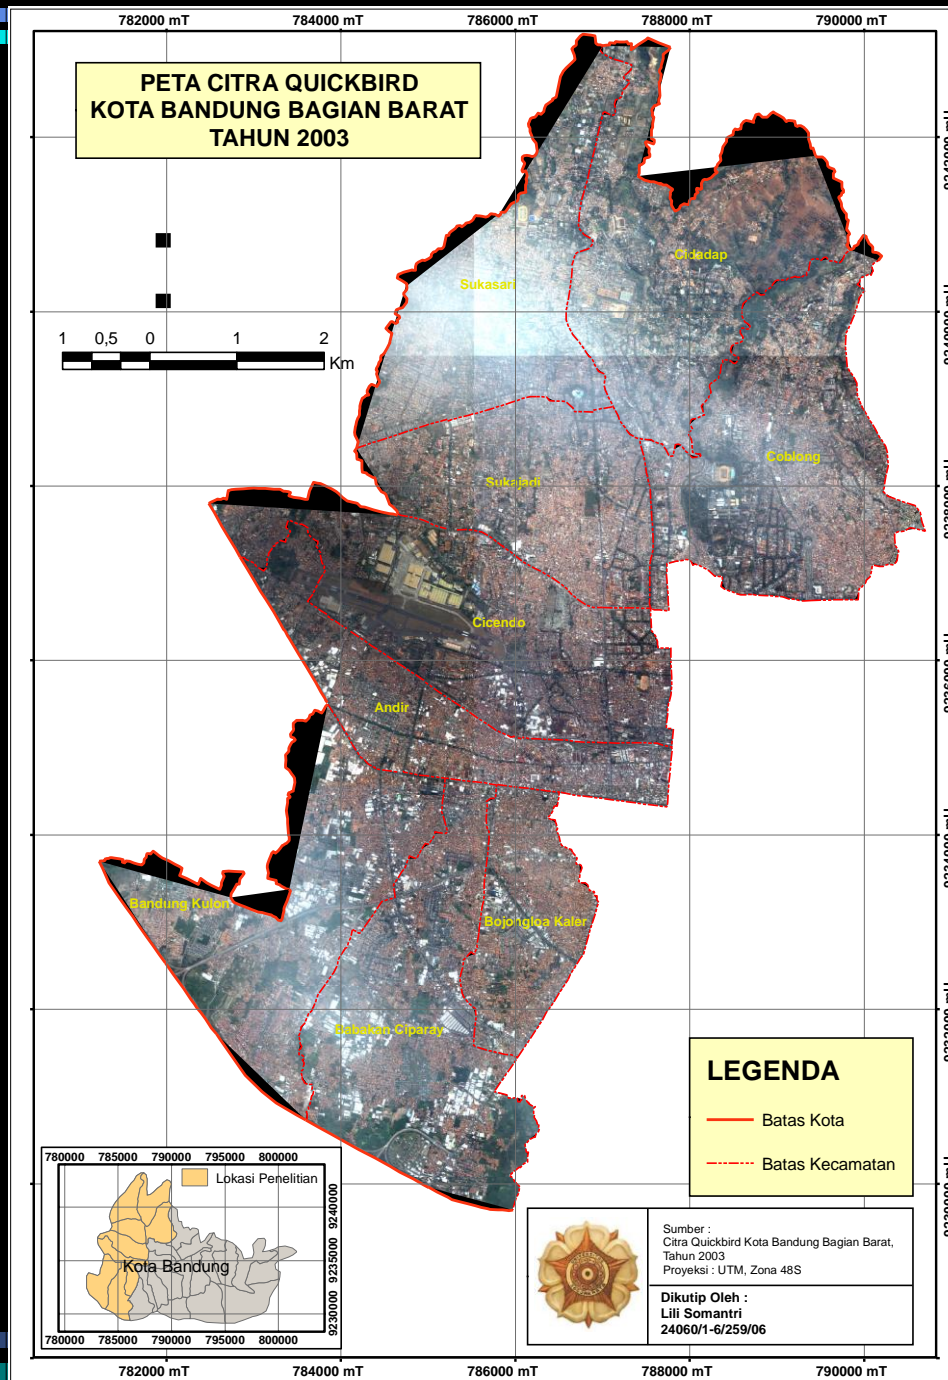 782000 mT 784000 mT 786000 mT 788000 mT 790000 mT
PETA CITRA QUICKBIRD
KOTA BANDUNG BAGIAN BARAT
TAHUN 2003
Cidadap
Sukasari
1 0,5 0 1 2
Km
Coblong
Sukajadi
Cicendo
Andir
Bandung Kulon
Bojongloa Kaler
Babakan Ciparay
LEGENDA
Batas Kota
Batas Kecamatan
780000 785000 790000 795000 800000
Lokasi Penelitian
Kota Bandung
9240000
9235000
9230000
780000 785000 790000 795000 800000
Sumber :
Citra Quickbird Kota Bandung Bagian Barat,
Tahun 2003
Proyeksi : UTM, Zona 48S
Dikutip Oleh :
Lili Somantri
24060/1-6/259/06
782000 mT 784000 mT 786000 mT 788000 mT 790000 mT